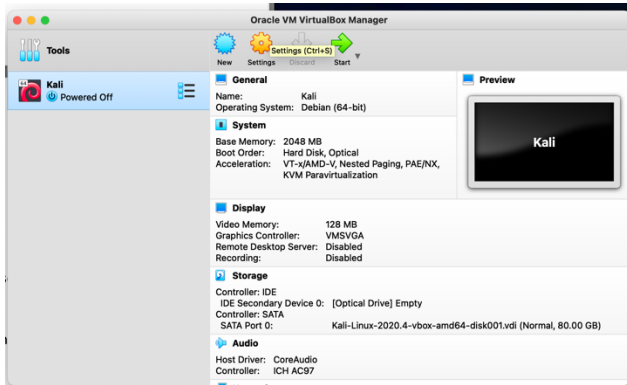 Oracle VM VirtualBox Manager
Tools
New
Settings
Discard
Start
Settings (Ctrl+S)
64
Kali
Powered Off
General
Name: Kali
Operating System: Debian (64-bit)
System
Base Memory: 2048 MB
Boot Order: Hard Disk, Optical
Acceleration: VT-x/AMD-V, Nested Paging, PAE/NX,
KVM Paravirtualization
Preview
Kali
Display
Video Memory: 128 MB
Graphics Controller: VMSVGA
Remote Desktop Server: Disabled
Recording: Disabled
Storage
Controller: IDE
IDE Secondary Device 0: [Optical Drive] Empty
Controller: SATA
SATA Port 0: Kali-Linux-2020.4-vbox-amd64-disk001.vdi (Normal, 80.00 GB)
Audio
Host Driver: CoreAudio
Controller: ICH AC97